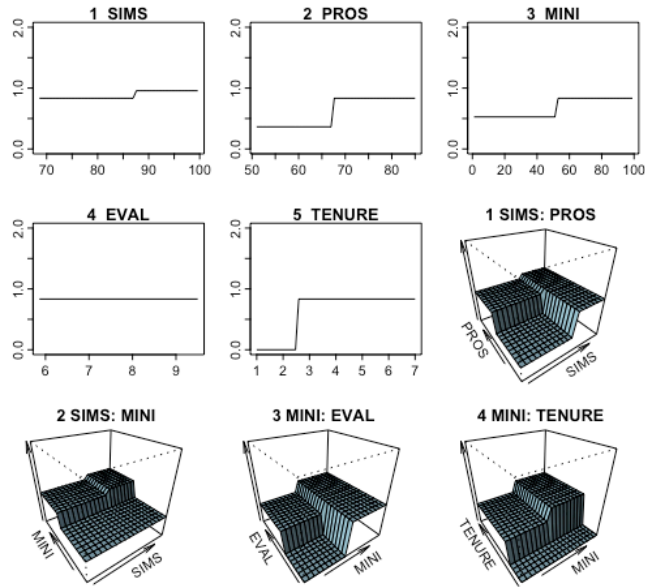 1 SIMS
2 PROS
3 MINI
0.0 1.0 2.0
70 80 90 100
0.0 1.0 2.0
50 60 70 80
0.0 1.0 2.0
0 20 40 60 80 100
4 EVAL
5 TENURE
1 SIMS: PROS
0.0 1.0 2.0
6 7 8 9
0.0 1.0 2.0
1 2 3 4 5 6 7
PROS
SIMS
2 SIMS: MINI
3 MINI: EVAL
4 MINI: TENURE
MINI
SIMS
EVAL
MINI
TENURE
MINI